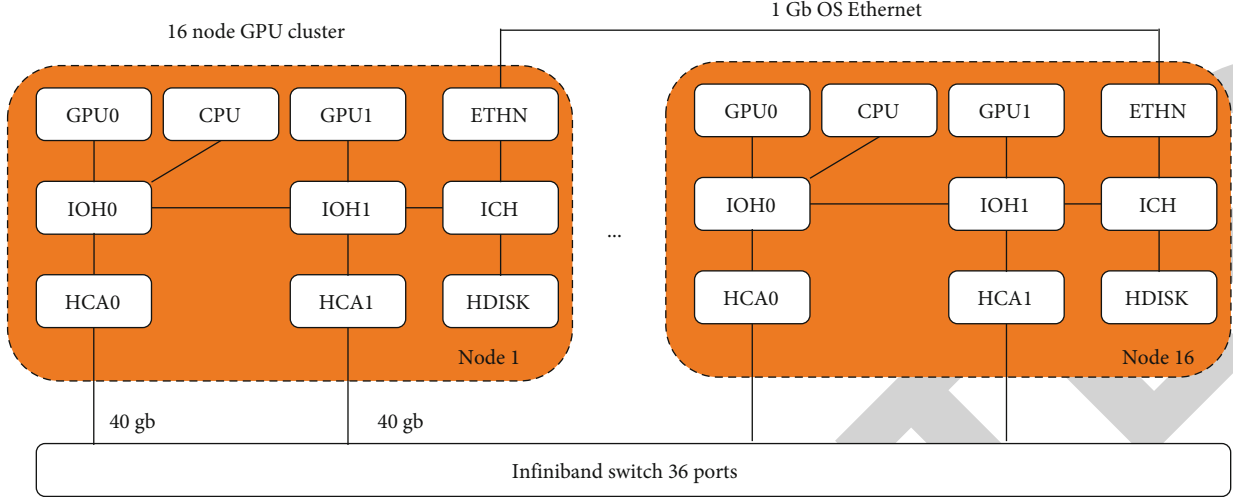 1 Gb OS Ethernet
16 node GPU cluster
GPU0
CPU
GPU1
ETHN
IOH0
IOH1
ICH
HCA0
HCA1
HDISK
Node 1
...
GPU0
CPU
GPU1
ETHN
IOH0
IOH1
ICH
HCA0
HCA1
HDISK
Node 16
40 gb
40 gb
Infiniband switch 36 ports